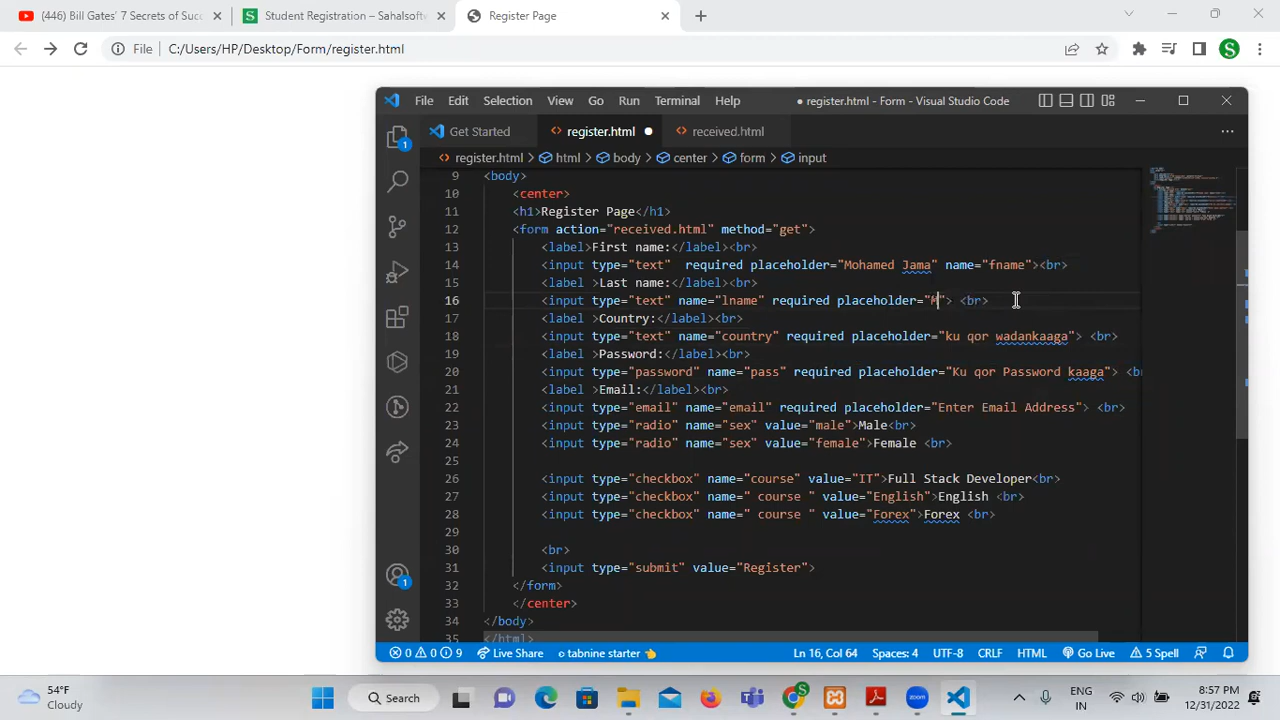 (446) Bill Gates' 7 Secrets of Succ
Student Registration – Sahalsoftw
Register Page
File C:/Users/HP/Desktop/Form/register.html
File Edit Selection View Go Run Terminal Help
● register.html - Form - Visual Studio Code
Get Started
register.html
received.html
register.html > html > body > center > form > input
9 <body>
10 <center>
11 <h1>Register Page</h1>
12 <form action="received.html" method="get">
13 <label>First name:</label><br>
14 <input type="text"  required placeholder="Mohamed Jama" name="fname"><br>
15 <label >Last name:</label><br>
16 <input type="text" name="lname" required placeholder="M"> <br>
17 <label >Country:</label><br>
18 <input type="text" name="country" required placeholder="ku qor wadankaaga"> <br>
19 <label >Password:</label><br>
20 <input type="password" name="pass" required placeholder="Ku qor Password kaaga"> <br
21 <label >Email:</label><br>
22 <input type="email" name="email" required placeholder="Enter Email Address"> <br>
23 <input type="radio" name="sex" value="male">Male<br>
24 <input type="radio" name="sex" value="female">Female <br>
25
26 <input type="checkbox" name="course" value="IT">Full Stack Developer<br>
27 <input type="checkbox" name=" course " value="English">English <br>
28 <input type="checkbox" name=" course " value="Forex">Forex <br>
29
30 <br>
31 <input type="submit" value="Register">
32 </form>
33 </center>
34 </body>
35 </html>
0 0 9 Live Share tabnine starter Ln 16, Col 64 Spaces: 4 UTF-8 CRLF HTML Go Live 5 Spell
54°F
Cloudy
Search
zoom
ENG
IN
8:57 PM
12/31/2022